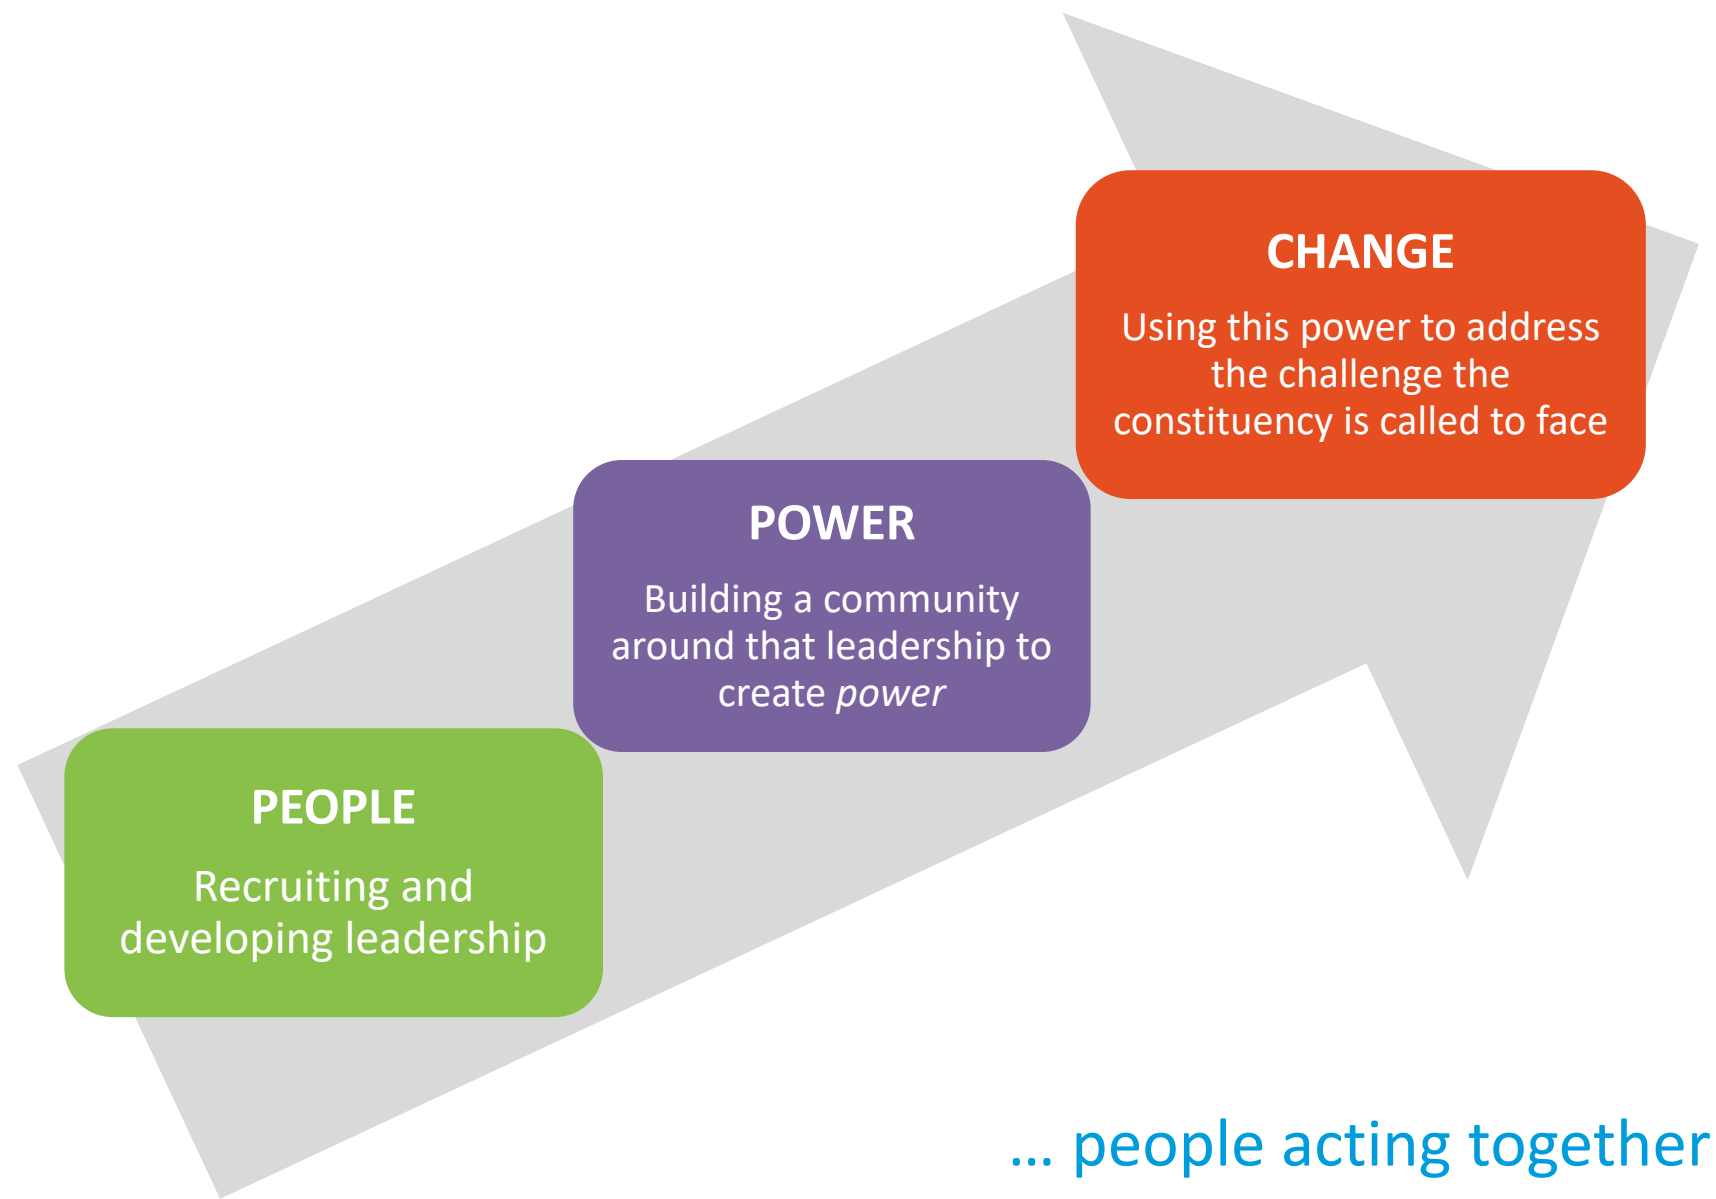 CHANGE
Using this power to address
the challenge the
constituency is called to face
POWER
Building a community
around that leadership to
create power
PEOPLE
Recruiting and
developing leadership
... people acting together